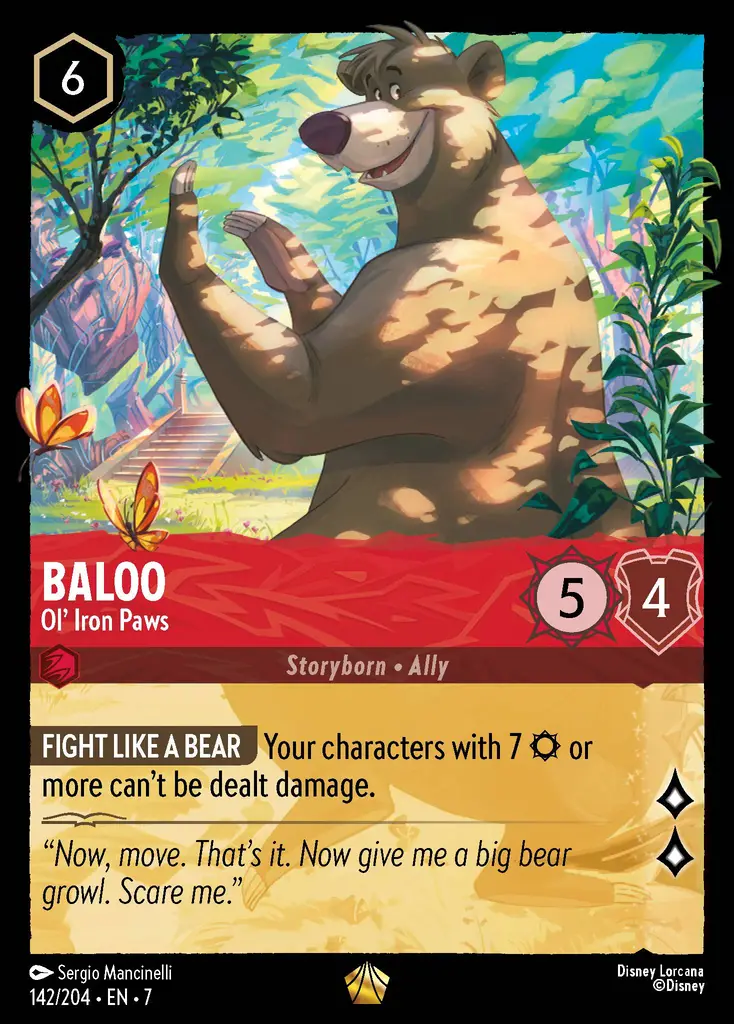 6
BALOO
Ol' Iron Paws
5
4
Storyborn • Ally
FIGHT LIKE A BEAR Your characters with 7 or
more can't be dealt damage.
"Now, move. That's it. Now give me a big bear
growl. Scare me."
Sergio Mancinelli
142/204 • EN • 7
Disney Lorcana
©Disney